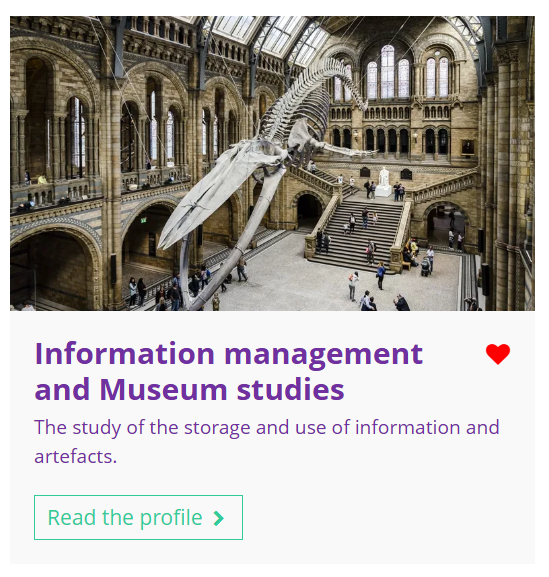 Information management
and Museum studies
The study of the storage and use of information and
artefacts.
Read the profile